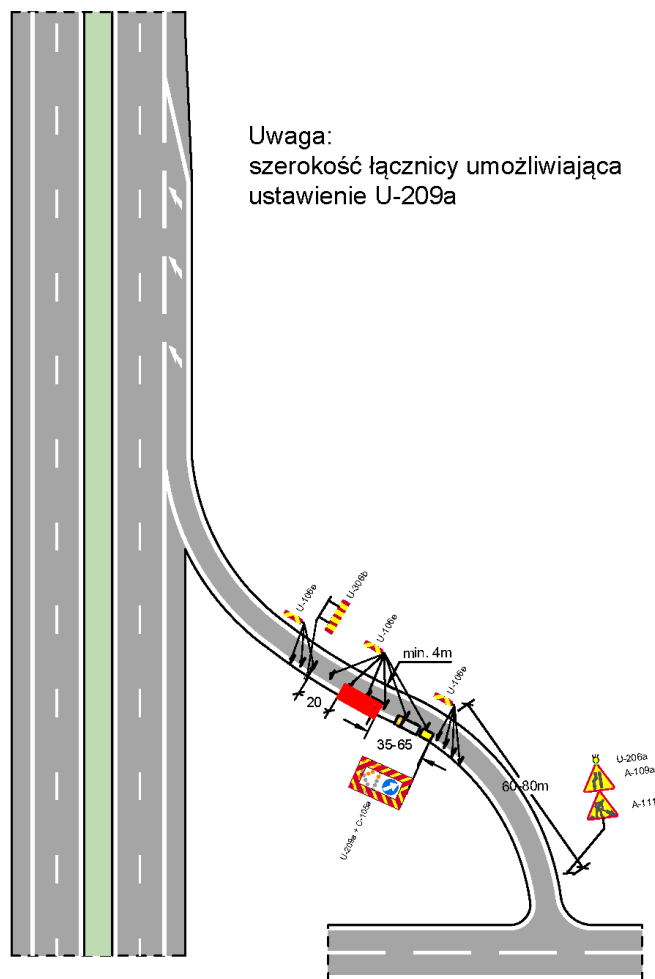 Uwaga:
szerokość łącznicy umożliwiająca
ustawienie U-209a
U-106e
U-306b
U-106e
min. 4m
U-106e
20
35-65
60-80m
U-206a
A-109a
A-111
U-209a + C-105a